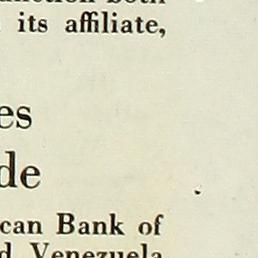 its affiliate,
es
de
can Bank of
d Venezuela